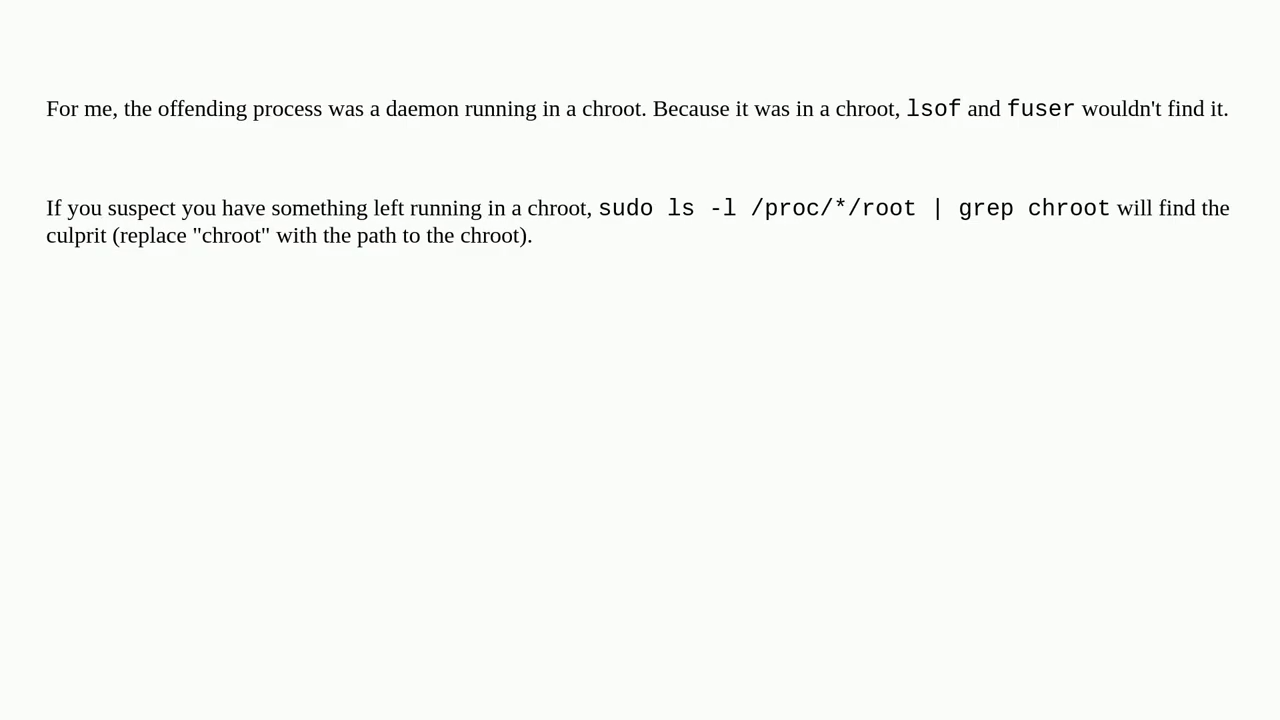 For me, the offending process was a daemon running in a chroot. Because it was in a chroot, lsof and fuser wouldn't find it.
If you suspect you have something left running in a chroot, sudo ls -l /proc/*/root | grep chroot will find the
culprit (replace "chroot" with the path to the chroot).